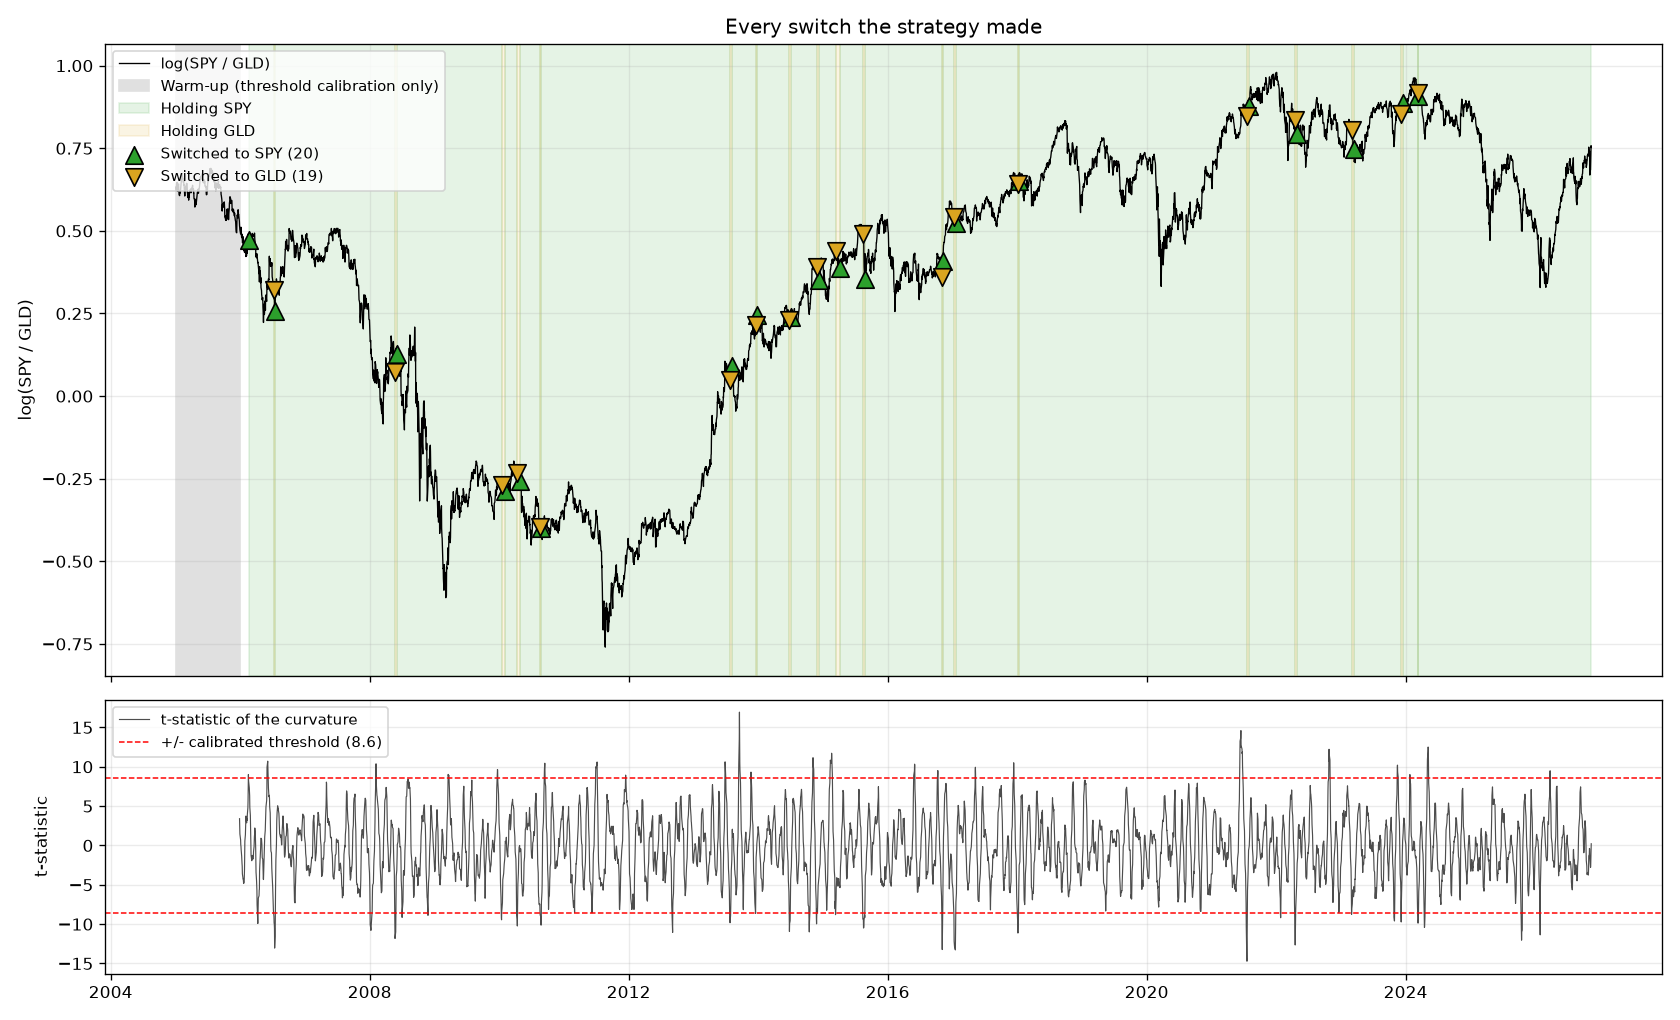 Every switch the strategy made
log(SPY / GLD)
Warm-up (threshold calibration only)
Holding SPY
Holding GLD
Switched to SPY (20)
Switched to GLD (19)
1.00
0.75
0.50
0.25
0.00
−0.25
−0.50
−0.75
log(SPY / GLD)
t-statistic of the curvature
+/- calibrated threshold (8.6)
15
10
5
0
−5
−10
−15
t-statistic
2004
2008
2012
2016
2020
2024